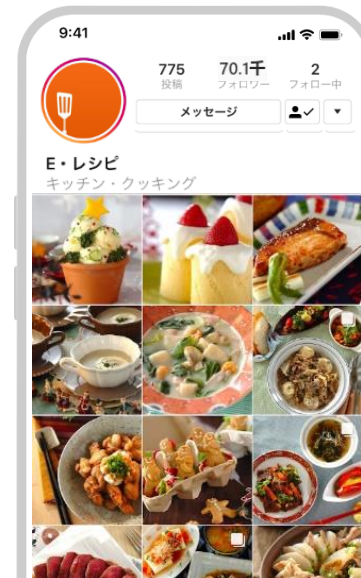 9:41
775 70.1千 2
投稿 フォロワー フォロー中
メッセージ
E・レシピ
キッチン・クッキング